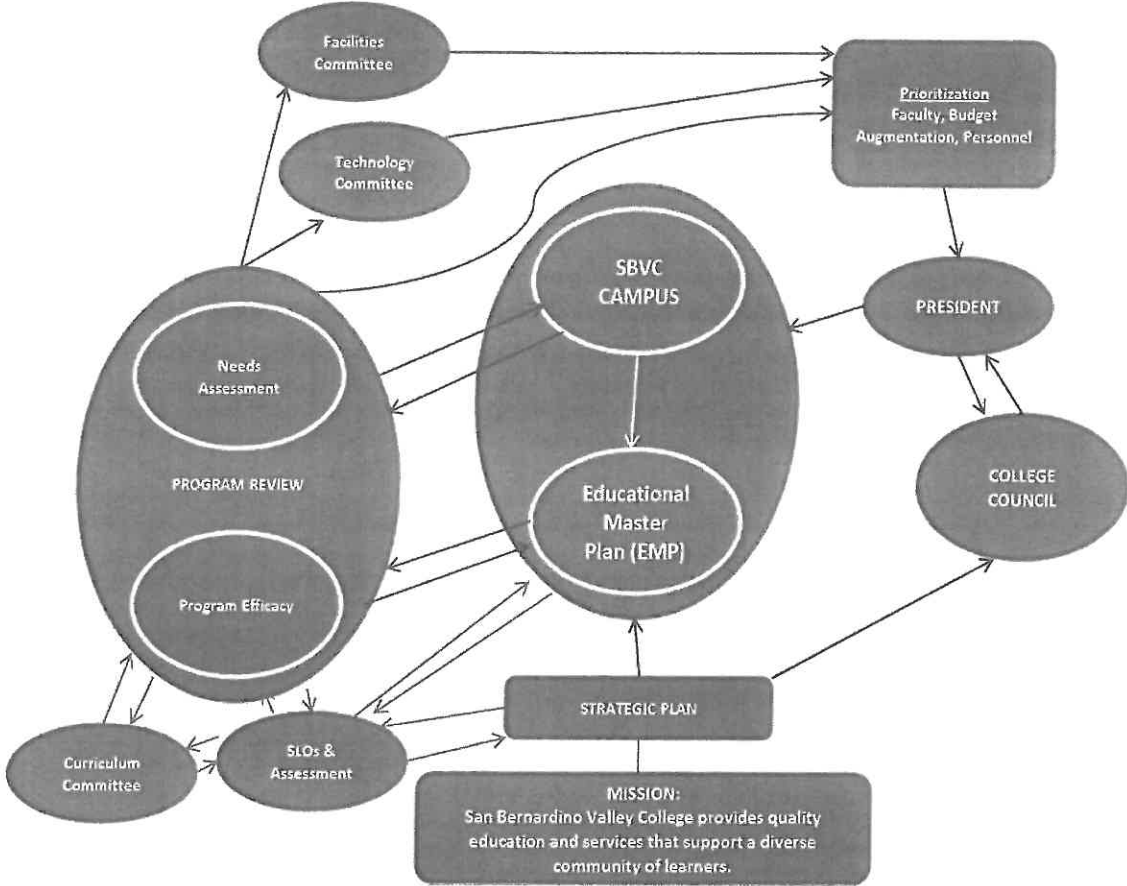 Facilities
Committee
Prioritization
Faculty, Budget
Augmentation, Personnel
Technology
Committee
SBVC
CAMPUS
PRESIDENT
Needs
Assessment
PROGRAM REVIEW
COLLEGE
COUNCIL
Educational
Master
Plan (EMP)
Program Efficacy
STRATEGIC PLAN
Curriculum
Committee
SLOs &
Assessment
MISSION:
San Bernardino Valley College provides quality
education and services that support a diverse
community of learners.